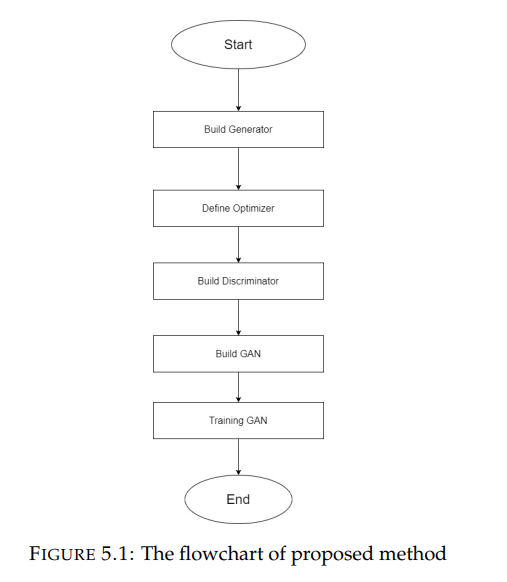 Start
Build Generator
Define Optimizer
Build Discriminator
Build GAN
Training GAN
End
FIGURE 5.1: The flowchart of proposed method